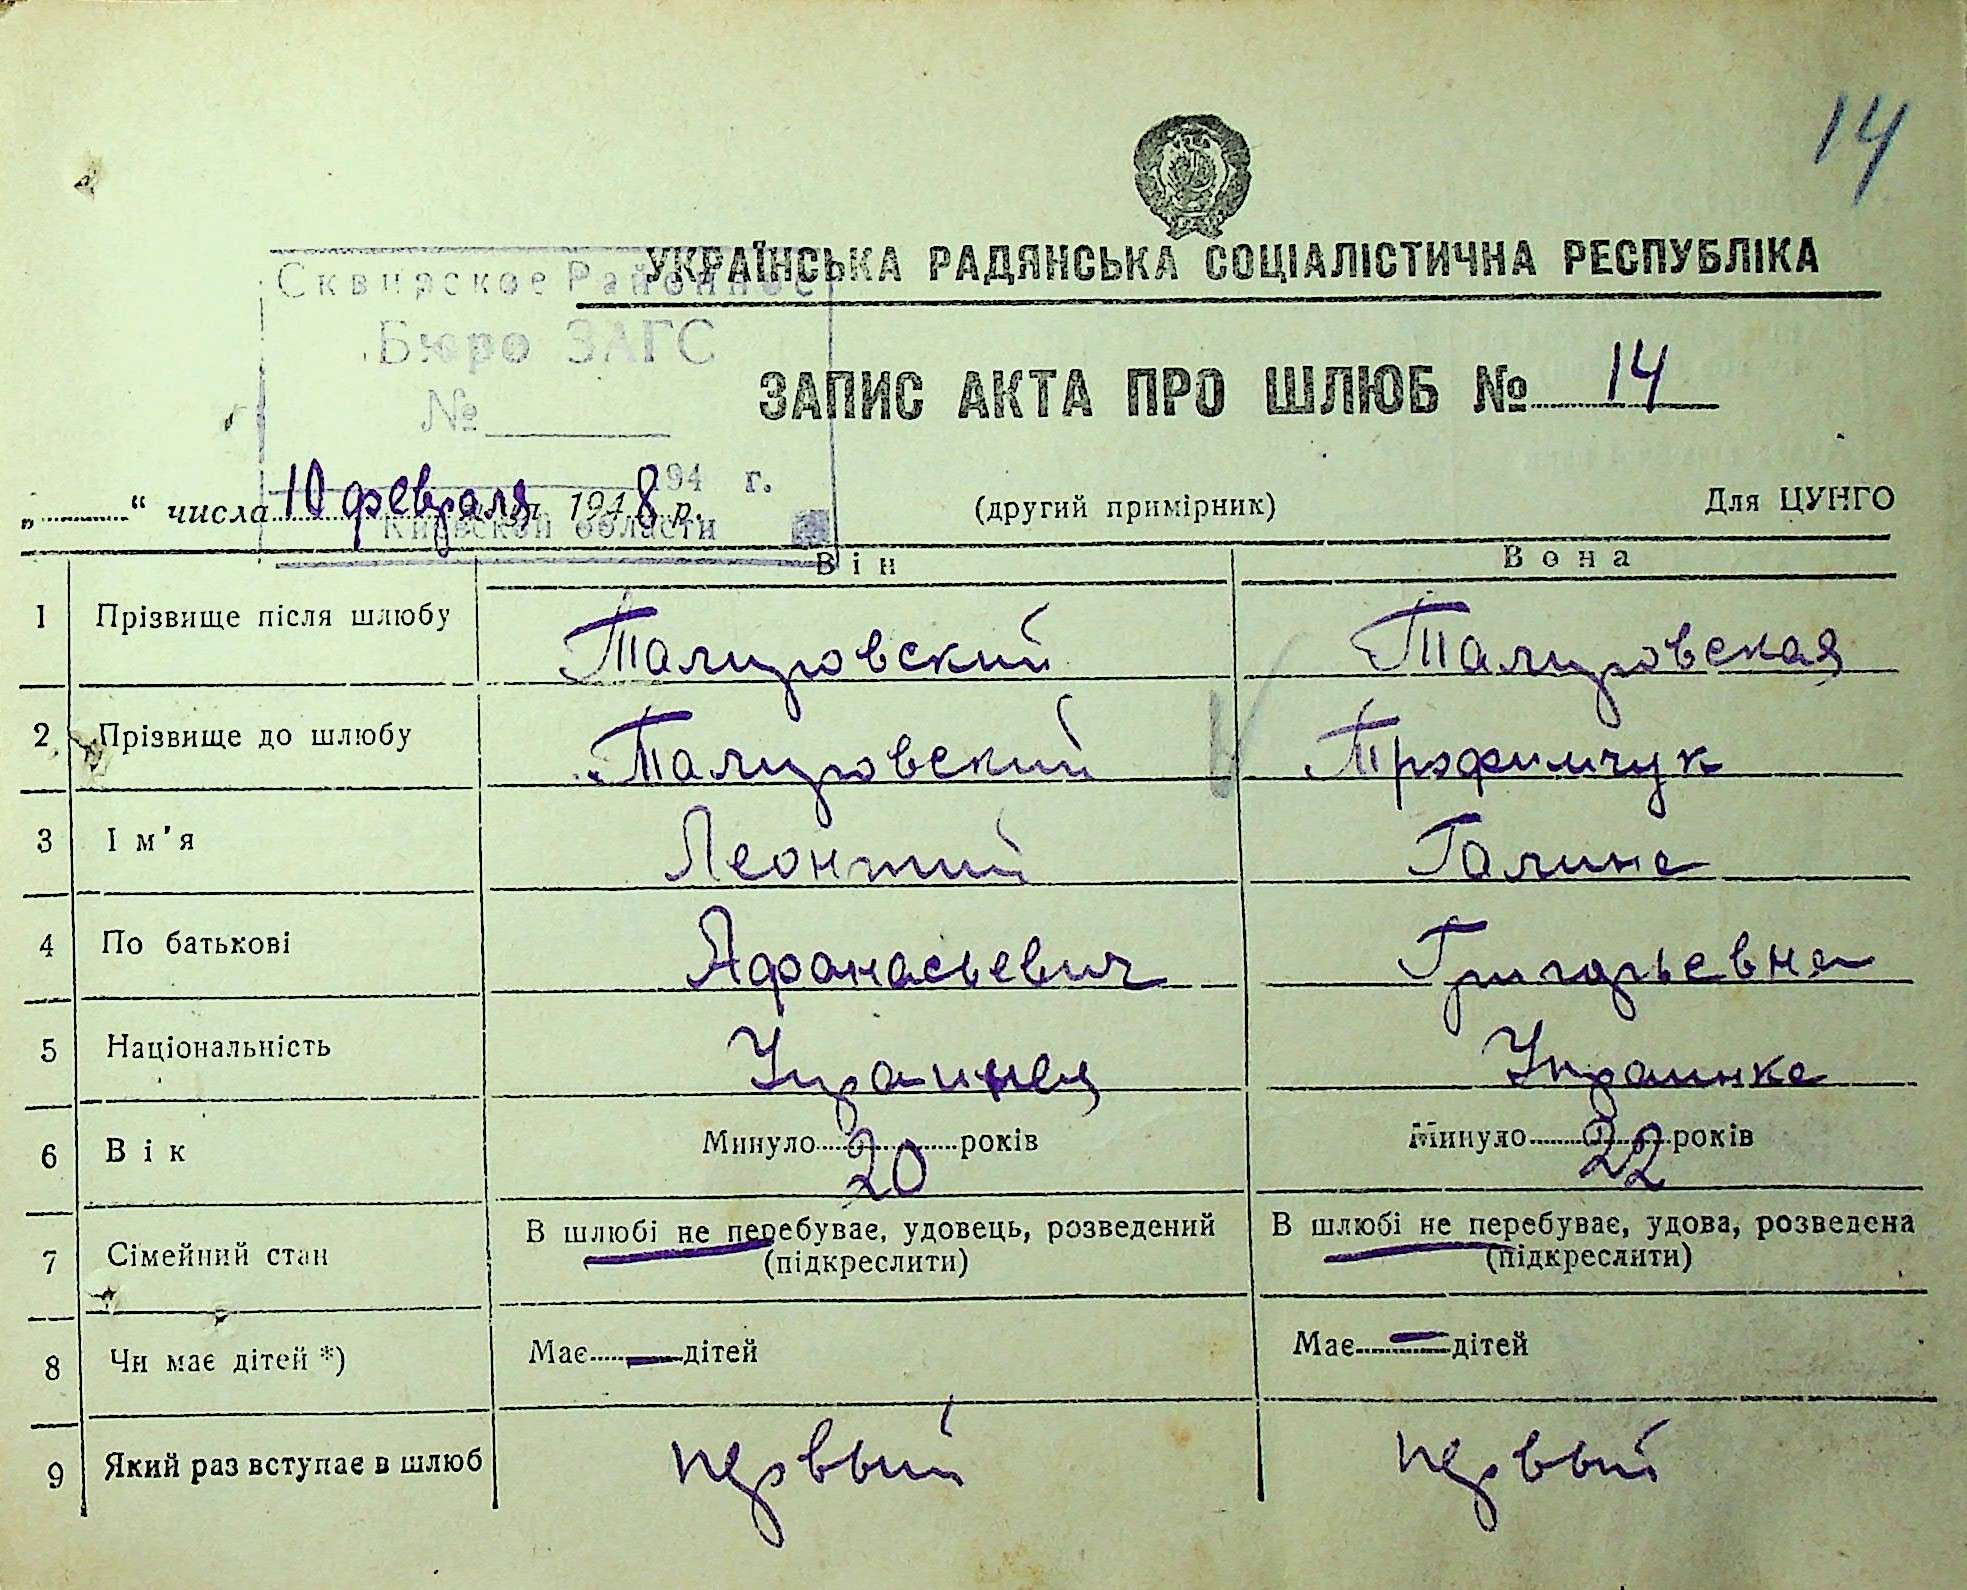 14
УКРАЇНСЬКА РАДЯНСЬКА СОЦІАЛІСТИЧНА РЕСПУБЛІКА
Сквирское Районное
Бюро ЗАГС
№
194 г.
Киевской области
ЗАПИС АКТА ПРО ШЛЮБ № 14
„ “ числа 10 февраля 1948 р. (другий примірник) Для ЦУНГО
Він Вона
1 Прізвище після шлюбу Талировский Талировская
2 Прізвище до шлюбу Талировский Трофимчук
3 Ім'я Леонтий Галина
4 По батькові Афанасьевич Григорьевна
5 Національність Украинец Украинка
6 Вік Минуло 20 років Минуло 22 років
7 Сімейний стан В шлюбі не перебуває, удовець, розведений В шлюбі не перебуває, удова, розведена
(підкреслити) (підкреслити)
8 Чи має дітей *) Має — дітей Має — дітей
9 Який раз вступає в шлюб первый первый